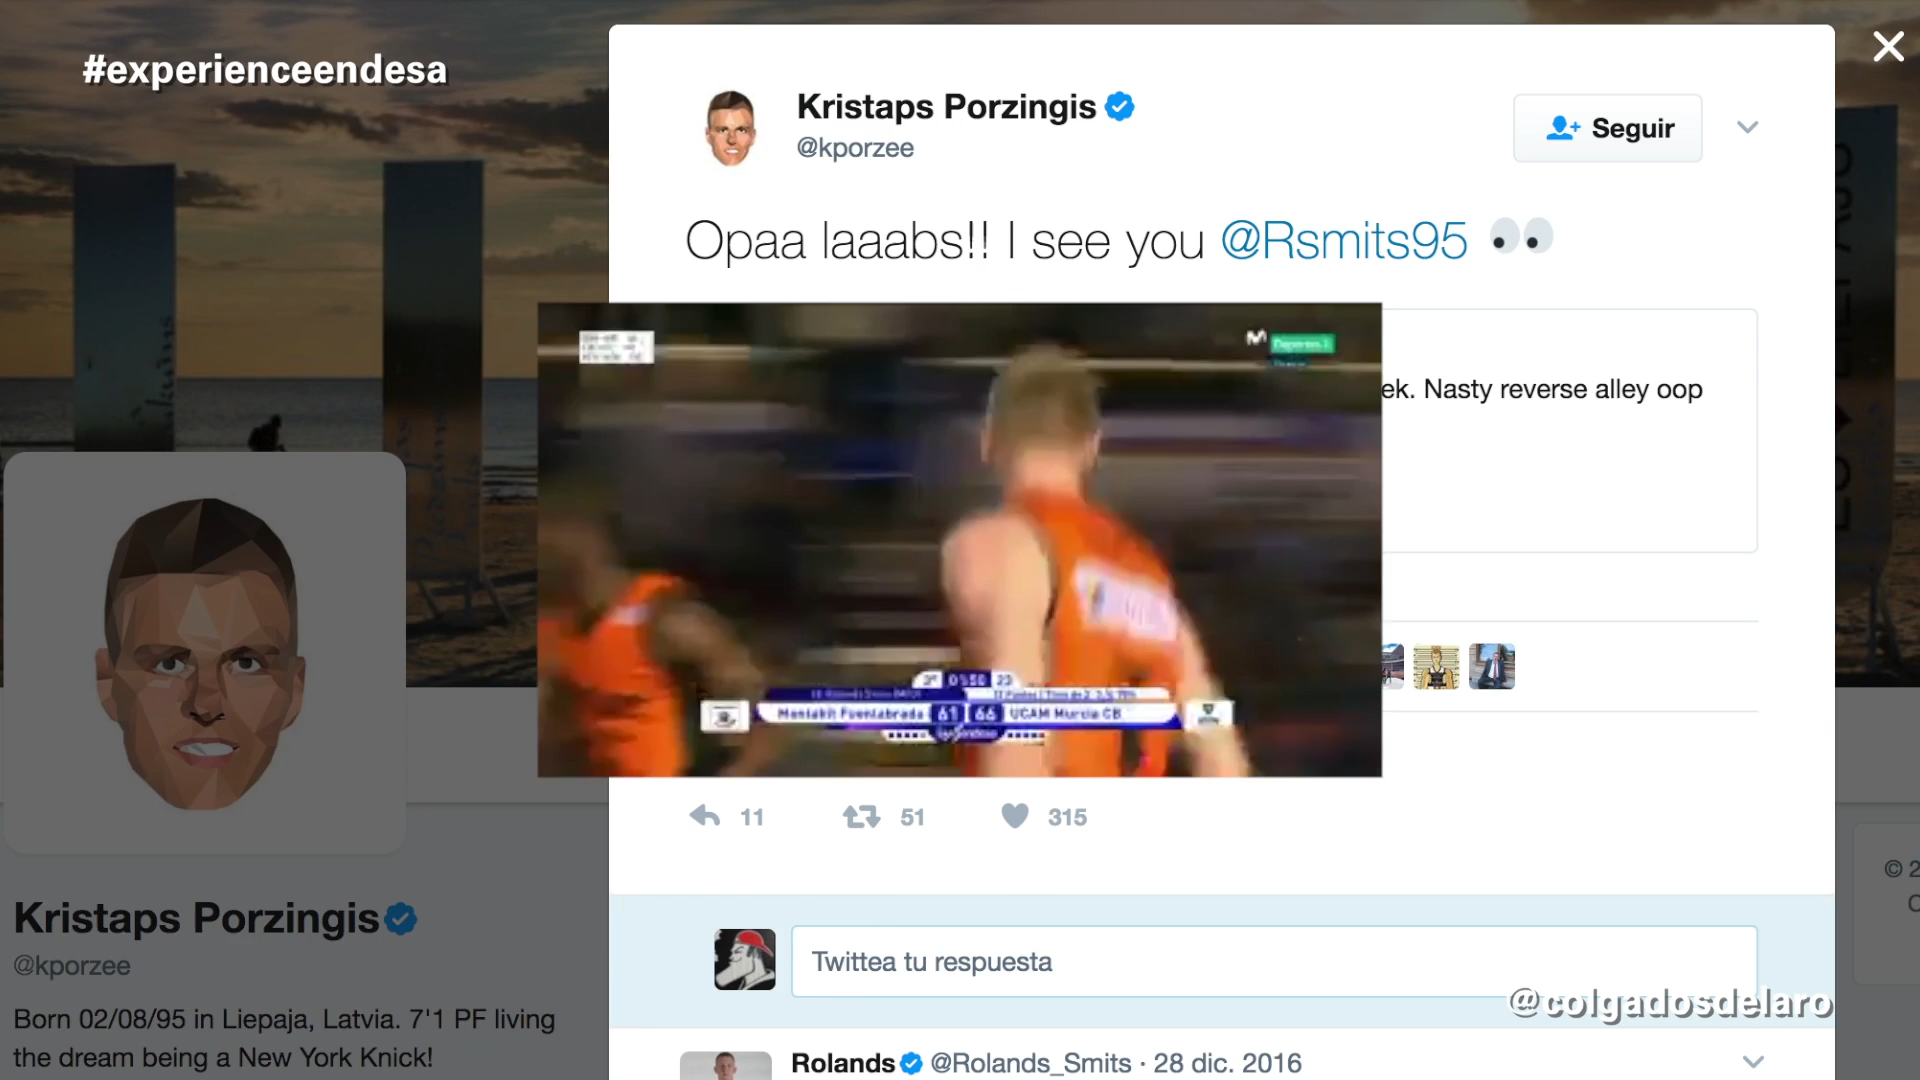 #experienceendesa
Kristaps Porzingis
@kporzee
Seguir
Opaa laaabs!! I see you @Rsmits95
ek. Nasty reverse alley oop
Montakit Fuenlabrada 61 66 UCAM Murcia CB
11 51 315
Kristaps Porzingis
@kporzee
Born 02/08/95 in Liepaja, Latvia. 7'1 PF living
the dream being a New York Knick!
Twittea tu respuesta
@colgadosdelaro
Rolands @Rolands_Smits · 28 dic. 2016